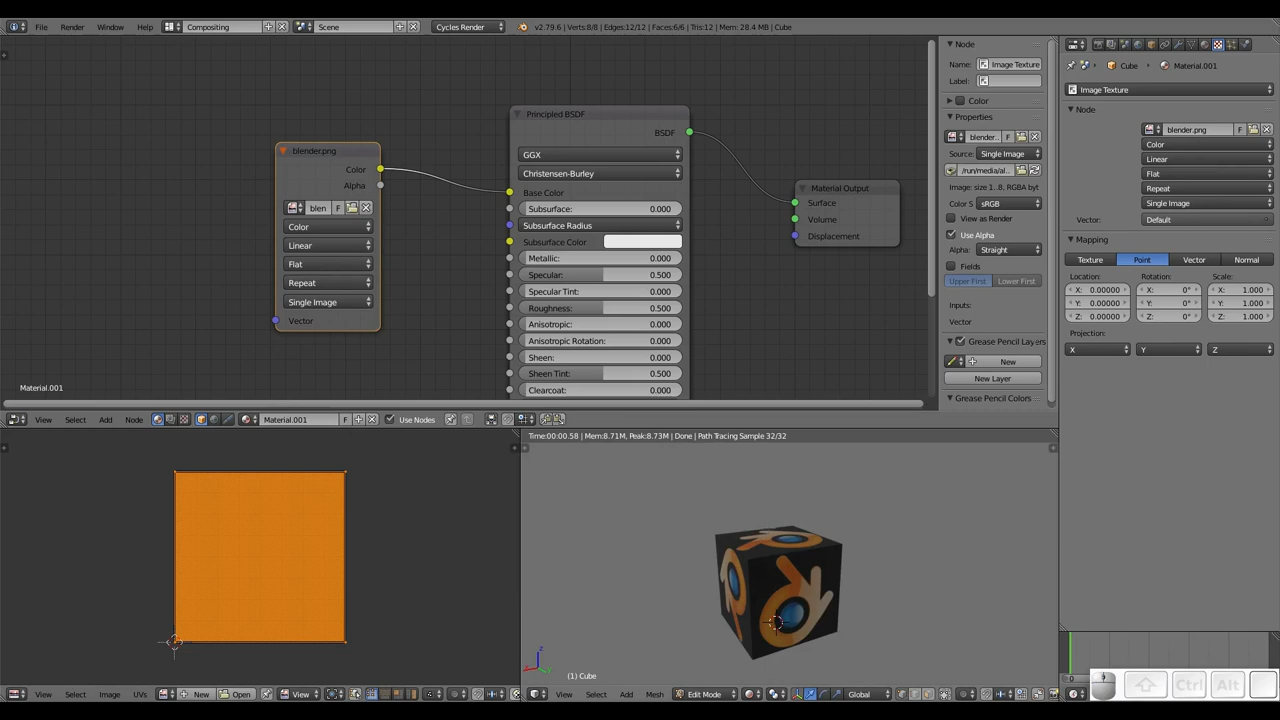 File Render Window Help Compositing Scene Cycles Render v2.79.6 | Verts:8/8 | Edges:12/12 | Faces:6/6 | Tris:12 | Mem: 28.4 MB | Cube
Node
Name: Image Texture
Label:
Color
Properties
blender..
Source: Single Image
/run/media/al..
Image: size 1..8, RGBA byt
Color S sRGB
View as Render
Use Alpha
Alpha: Straight
Fields
Upper First Lower First
Inputs:
Vector
Grease Pencil Layers
New
New Layer
Grease Pencil Colors
Cube Material.001
Image Texture
Node
blender.png F
Color
Linear
Flat
Repeat
Single Image
Vector: Default
Mapping
Texture Point Vector Normal
Location: Rotation: Scale:
X: 0.00000 X: 0° X: 1.000
Y: 0.00000 Y: 0° Y: 1.000
Z: 0.00000 Z: 0° Z: 1.000
Projection:
X Y Z
blender.png
Color
Alpha
blen F
Color
Linear
Flat
Repeat
Single Image
Vector
Principled BSDF
BSDF
GGX
Christensen-Burley
Base Color
Subsurface: 0.000
Subsurface Radius
Subsurface Color
Metallic: 0.000
Specular: 0.500
Specular Tint: 0.000
Roughness: 0.500
Anisotropic: 0.000
Anisotropic Rotation: 0.000
Sheen: 0.000
Sheen Tint: 0.500
Clearcoat: 0.000
Material Output
Surface
Volume
Displacement
Material.001
View Select Add Node Material.001 F Use Nodes
Time:00:00.58 | Mem:8.71M, Peak:8.73M | Done | Path Tracing Sample 32/32
z
x
y
(1) Cube
View Select Image UVs New Open View
View Select Add Mesh Edit Mode Global
0
Ctrl Alt